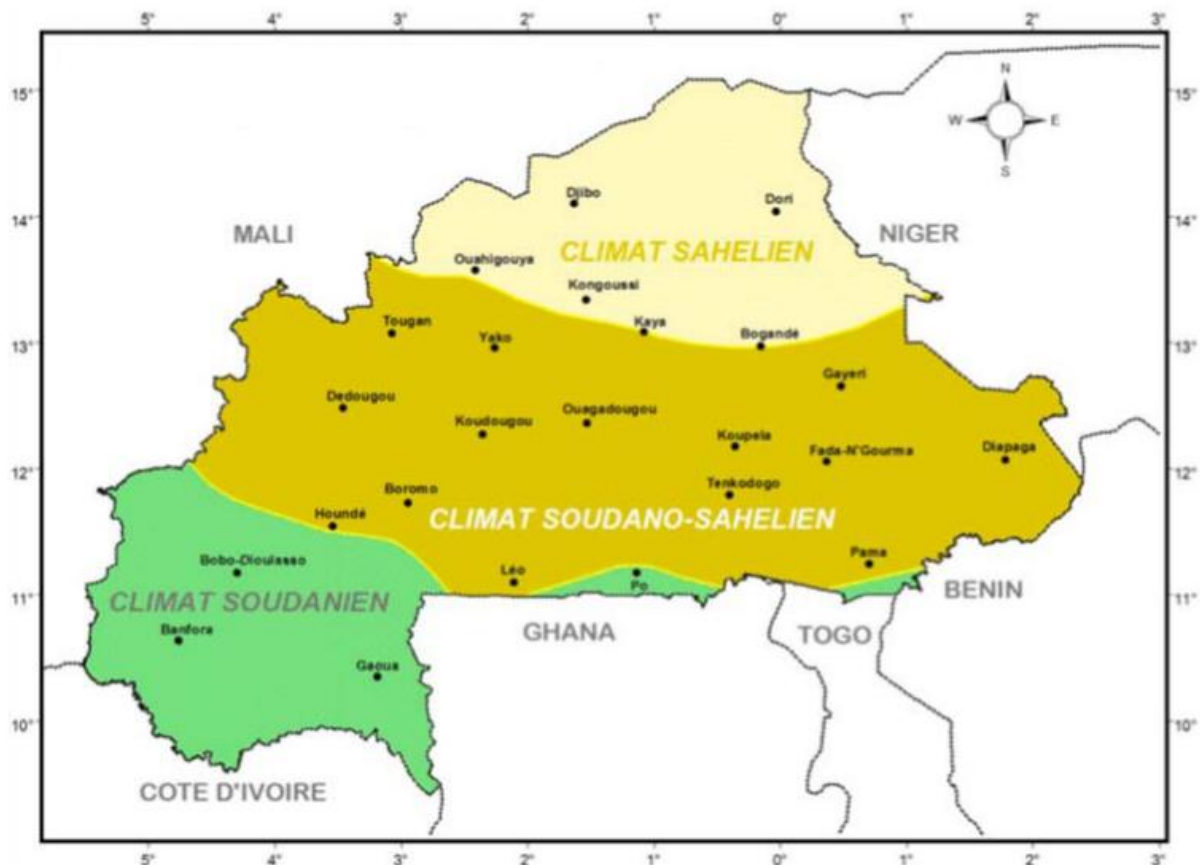 5° 4° 3° 2° 1° 0° 1° 2° 3°
15° 15°
N
W E
S
Djibo Dori
14° 14°
MALI NIGER
CLIMAT SAHELIEN
Ouahigouya
Kongoussi
Tougan Kaya
Yako Bogandé
13° 13°
Gayeri
Dedougou Ouagadougou
Koudougou Koupela Fada-N'Gourma Diapaga
12° 12°
Boromo Tenkodogo
Houndé CLIMAT SOUDANO-SAHELIEN
Bobo-Dioulasso Léo Pama
Po
11° BENIN 11°
CLIMAT SOUDANIEN
Banfora GHANA TOGO
Gaoua
10° 10°
COTE D'IVOIRE
5° 4° 3° 2° 1° 0° 1° 2° 3°